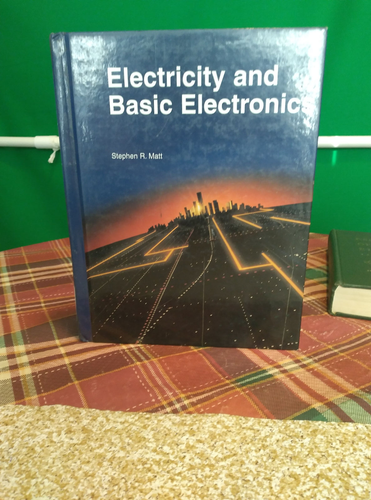 Electricity and
Basic Electronic
Stephen R. Matt